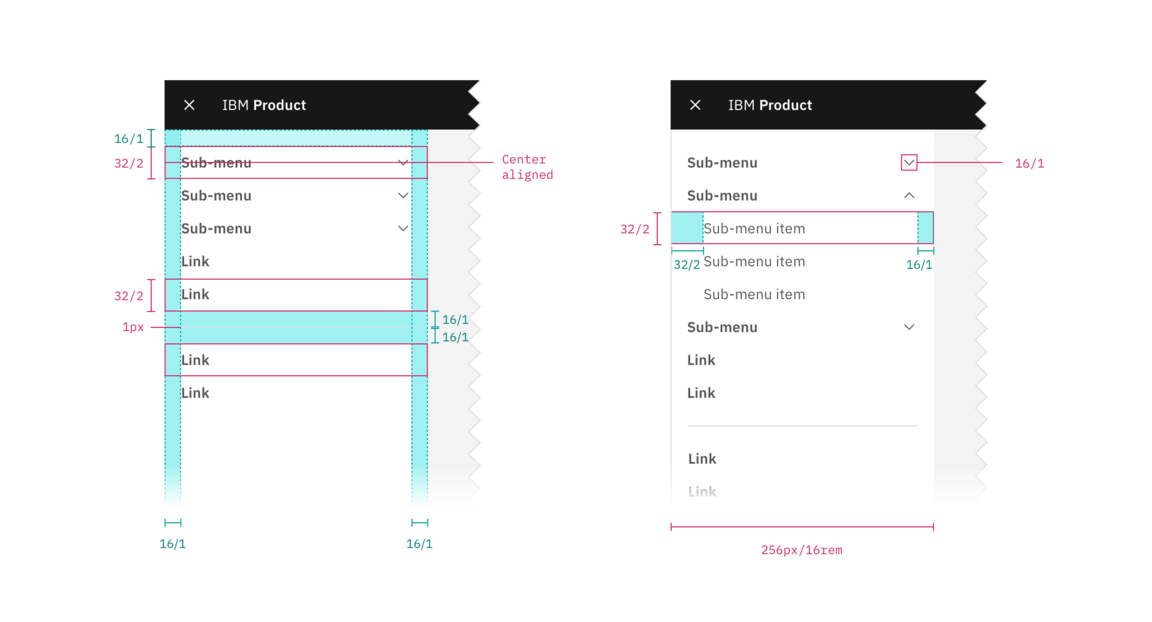 IBM Product
16/1
32/2
Sub-menu
Center
aligned
Sub-menu
Sub-menu
Link
32/2
Link
1px
16/1
16/1
Link
Link
16/1
16/1
IBM Product
Sub-menu
16/1
Sub-menu
32/2
Sub-menu item
32/2
Sub-menu item
16/1
Sub-menu item
Sub-menu
Link
Link
Link
Link
256px/16rem